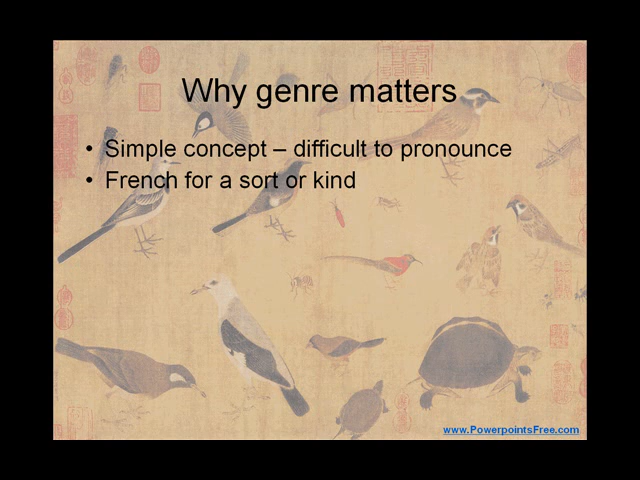 Why genre matters
• Simple concept – difficult to pronounce
• French for a sort or kind
www.PowerpointsFree.com